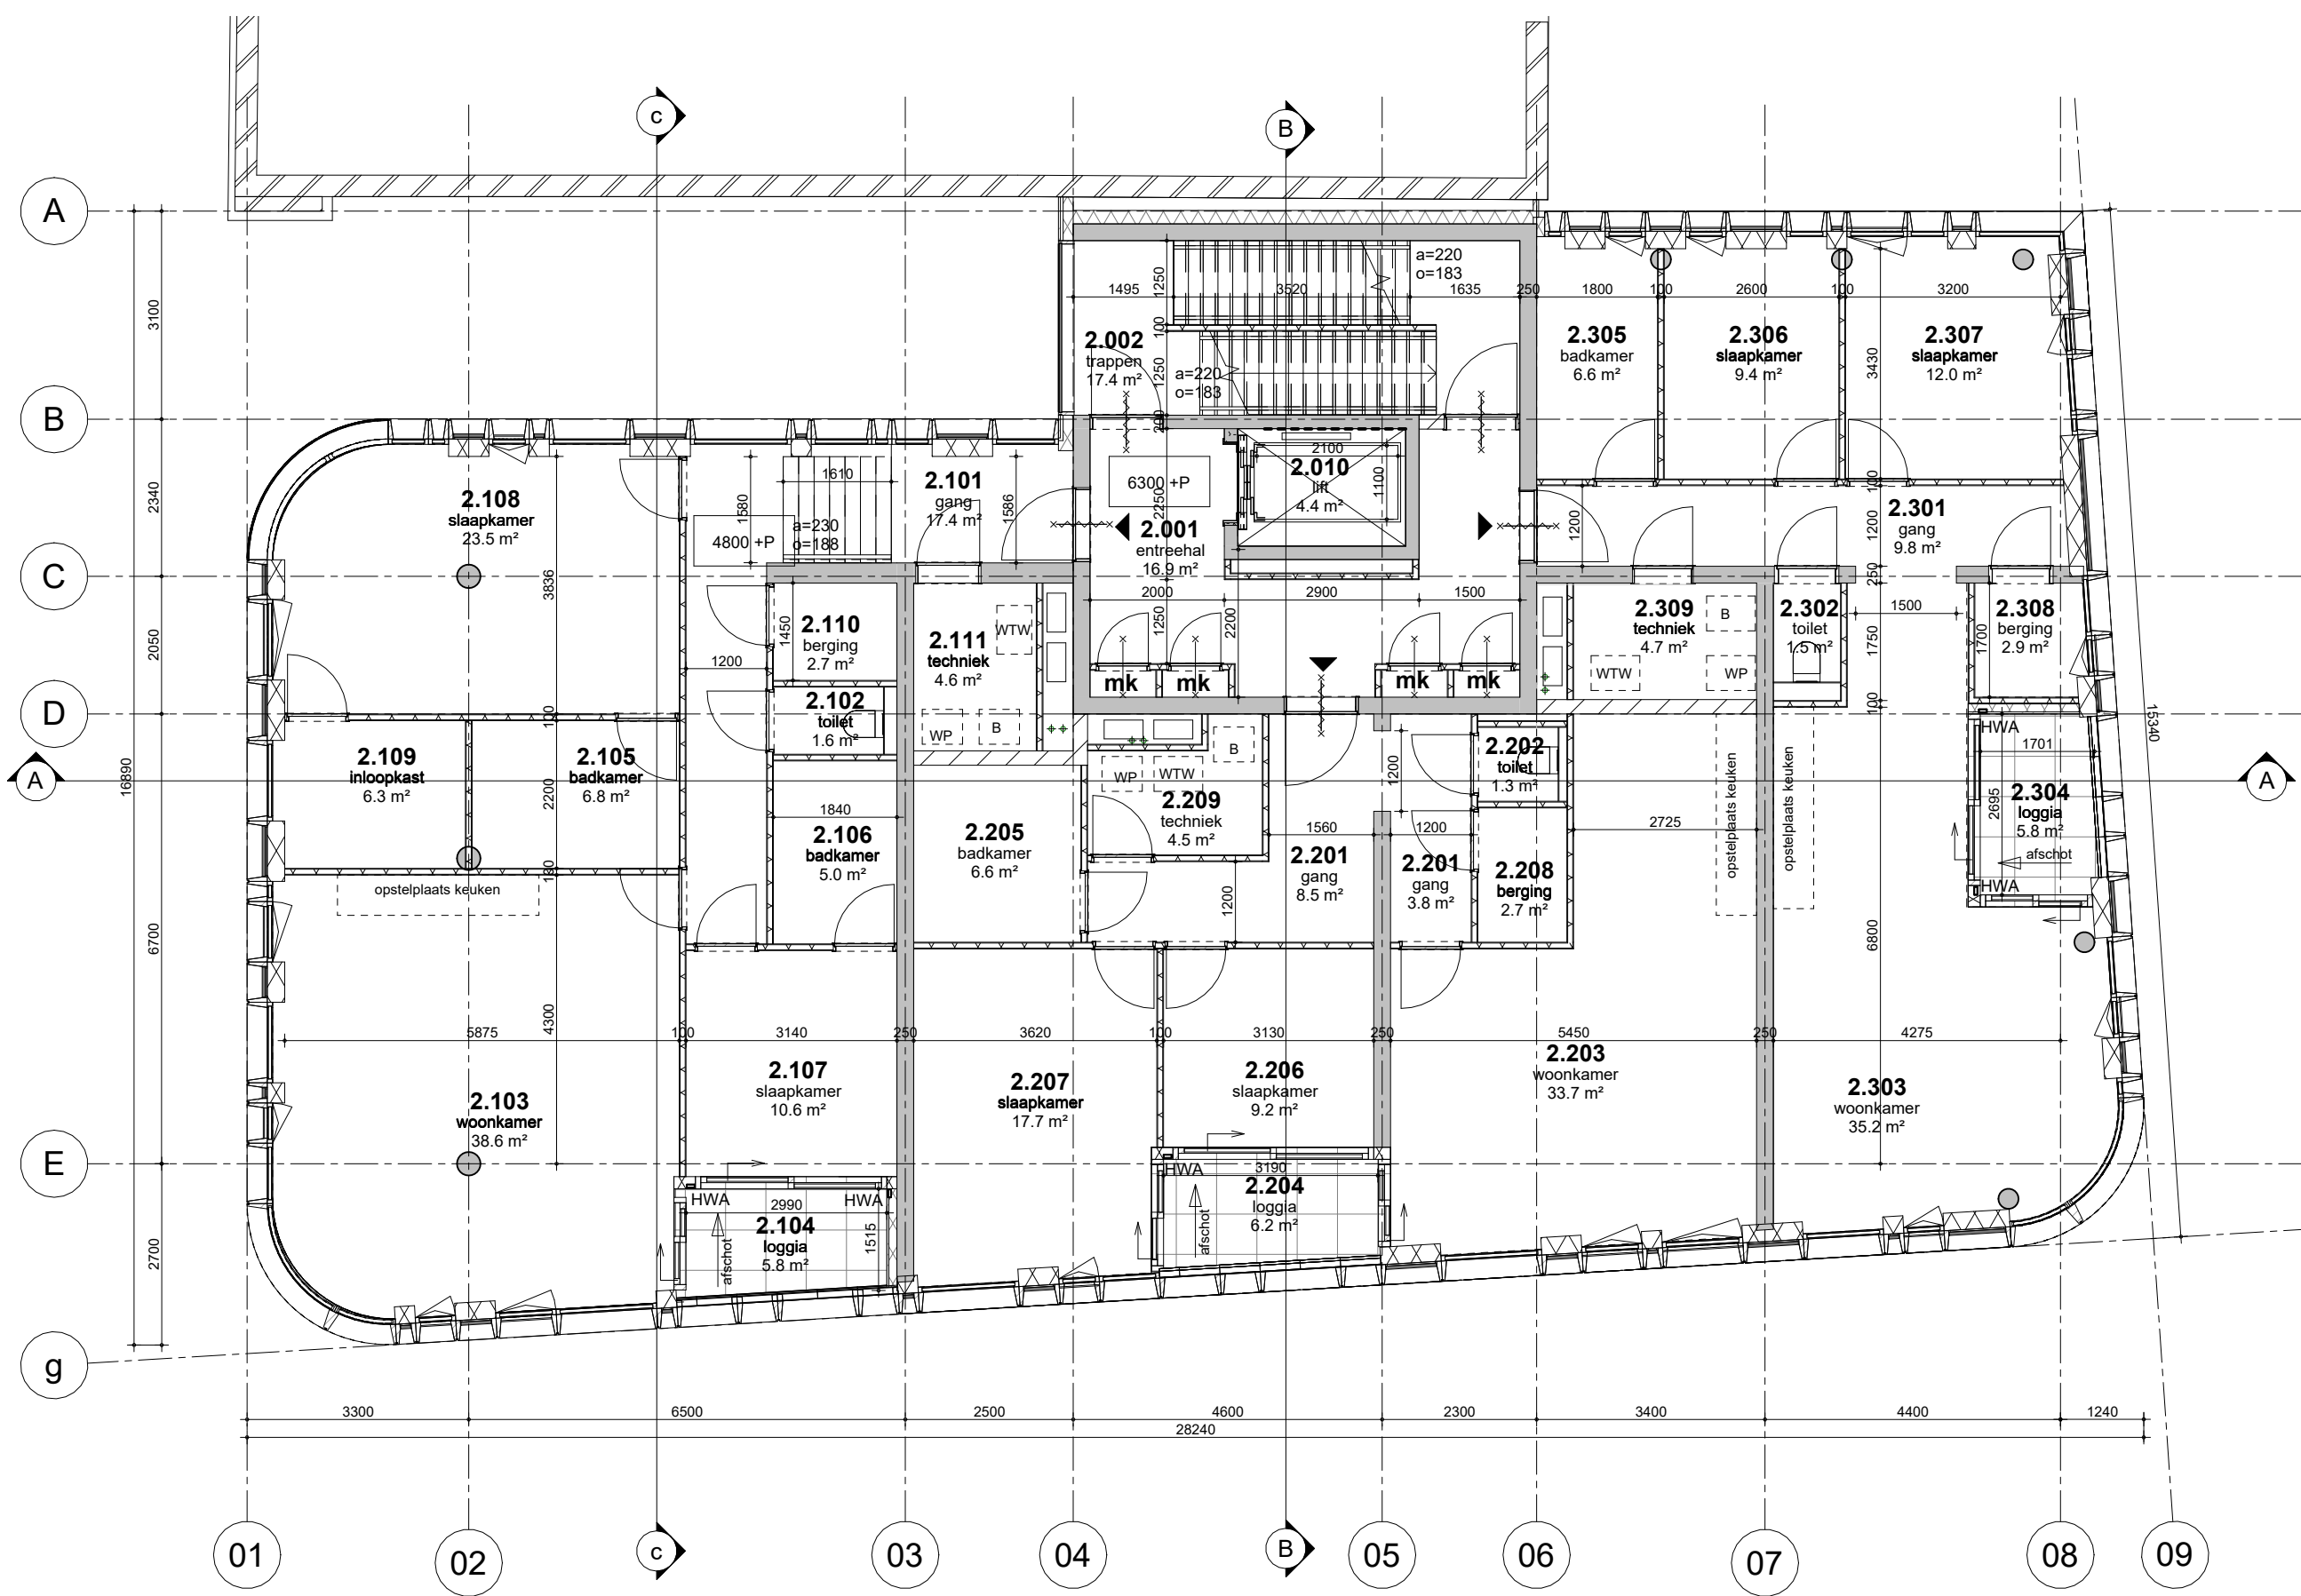 c
B
A
a=220
o=183
1495
3520
1635
250
1800
100
2600
100
3200
1250
100
1250
200
3100
2.002
trappen
17.4 m²
a=220
o=183
2.305
badkamer
6.6 m²
2.306
slaapkamer
9.4 m²
2.307
slaapkamer
12.0 m²
3430
B
2.108
slaapkamer
23.5 m²
1610
1580
2.101
gang
17.4 m²
1586
4800 +P
a=230
o=188
6300 +P
2250
2.001
entreehal
16.9 m²
2100
2.010
lift
4.4 m²
1100
1200
100
1200
2.301
gang
9.8 m²
250
2340
C
3836
2000
2900
1500
1250
2200
1450
2.110
berging
2.7 m²
2.111
techniek
4.6 m²
WTW
WP
B
1200
2.102
toilet
1.6 m²
mk
mk
mk
mk
2.309
techniek
4.7 m²
B
WTW
WP
2.302
toilet
1.5 m²
1500
1750
1700
2.308
berging
2.9 m²
100
2050
D
100
16890
15340
A
A
2.109
inloopkast
6.3 m²
2.105
badkamer
6.8 m²
2200
130
opstelplaats keuken
1840
2.106
badkamer
5.0 m²
2.205
badkamer
6.6 m²
WP
WTW
B
2.209
techniek
4.5 m²
1200
1560
2.201
gang
8.5 m²
1200
1200
2.201
gang
3.8 m²
2.202
toilet
1.3 m²
2.208
berging
2.7 m²
2725
opstelplaats keuken
opstelplaats keuken
HWA
1701
2695
2.304
loggia
5.8 m²
afschot
HWA
6700
6800
4300
5875
100
3140
250
3620
100
3130
250
5450
250
4275
2.103
woonkamer
38.6 m²
2.107
slaapkamer
10.6 m²
2.207
slaapkamer
17.7 m²
2.206
slaapkamer
9.2 m²
2.203
woonkamer
33.7 m²
2.303
woonkamer
35.2 m²
E
HWA
HWA
2990
2.104
loggia
5.8 m²
1515
afschot
HWA
3190
2.204
loggia
6.2 m²
afschot
2700
g
3300
6500
2500
4600
2300
3400
4400
1240
28240
01
02
c
03
04
B
05
06
07
08
09